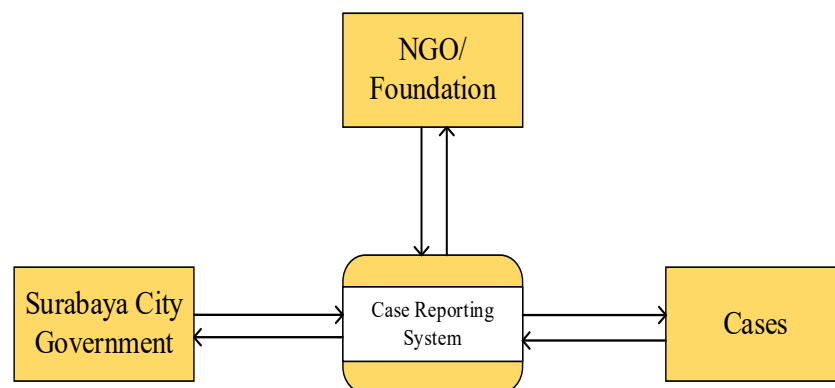 NGO/
Foundation
Surabaya City
Government
Case Reporting
System
Cases